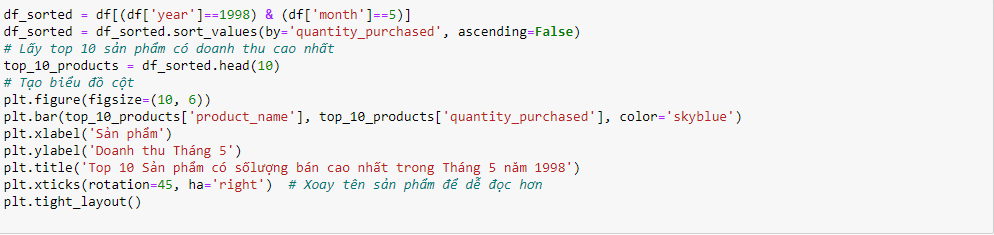 df_sorted = df[(df['year']==1998) & (df['month']==5)]
df_sorted = df_sorted.sort_values(by='quantity_purchased', ascending=False)
# Lấy top 10 sản phẩm có doanh thu cao nhất
top_10_products = df_sorted.head(10)
# Tạo biểu đồ cột
plt.figure(figsize=(10, 6))
plt.bar(top_10_products['product_name'], top_10_products['quantity_purchased'], color='skyblue')
plt.xlabel('Sản phẩm')
plt.ylabel('Doanh thu Tháng 5')
plt.title('Top 10 Sản phẩm có sốlượng bán cao nhất trong Tháng 5 năm 1998')
plt.xticks(rotation=45, ha='right')  # Xoay tên sản phẩm để dễ đọc hơn
plt.tight_layout()